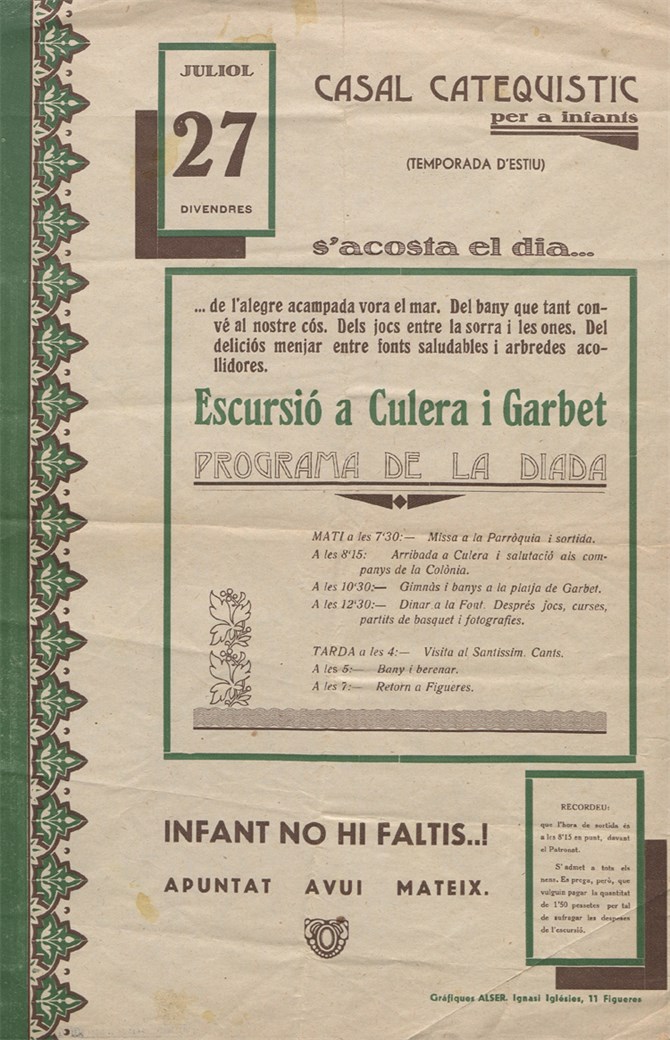 JULIOL
27
DIVENDRES
CASAL CATEQUISTIC
per a infants
(TEMPORADA D'ESTIU)
s'acosta el dia...
... de l'alegre acampada vora el mar. Del bany que tant con-
vé al nostre cós. Dels jocs entre la sorra i les ones. Del
deliciós menjar entre fonts saludables i arbredes aco-
llidores.
Escursió a Culera i Garbet
PROGRAMA DE LA DIADA
MATI a les 7'30:— Missa a la Parròquia i sortida.
A les 8'15: Arribada a Culera i salutació als com-
panys de la Colònia.
A les 10'30:— Gimnàs i banys a la platja de Garbet.
A les 12'30:— Dinar a la Font. Després jocs, curses,
partits de basquet i fotografies.
TARDA a les 4:— Visita al Santíssim. Cants.
A les 5:— Bany i berenar.
A les 7:— Retorn a Figueres.
INFANT NO HI FALTIS..!
APUNTAT AVUI MATEIX.
RECORDEU:
que l'hora de sortida és
a les 8'15 en punt, devant
el Patronat.
S'admet a tots els
nens. Es prega, però, que
vulguin pagar la quantitat
de 1'50 pessetes per tal
de sufragar les despeses
de l'escursió.
Gráfiques ALSER. Ignasi Iglésies, 11 Figueres